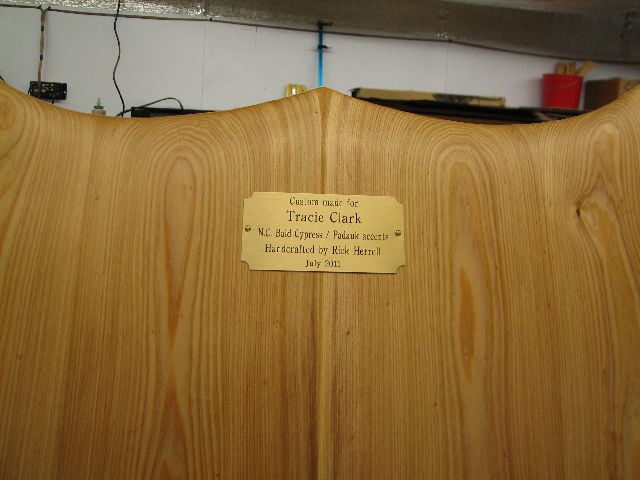 Custom made for
Tracie Clark
N.C. Bald Cypress / Padauk accents
Handcrafted by Rick Herrell
July 2011